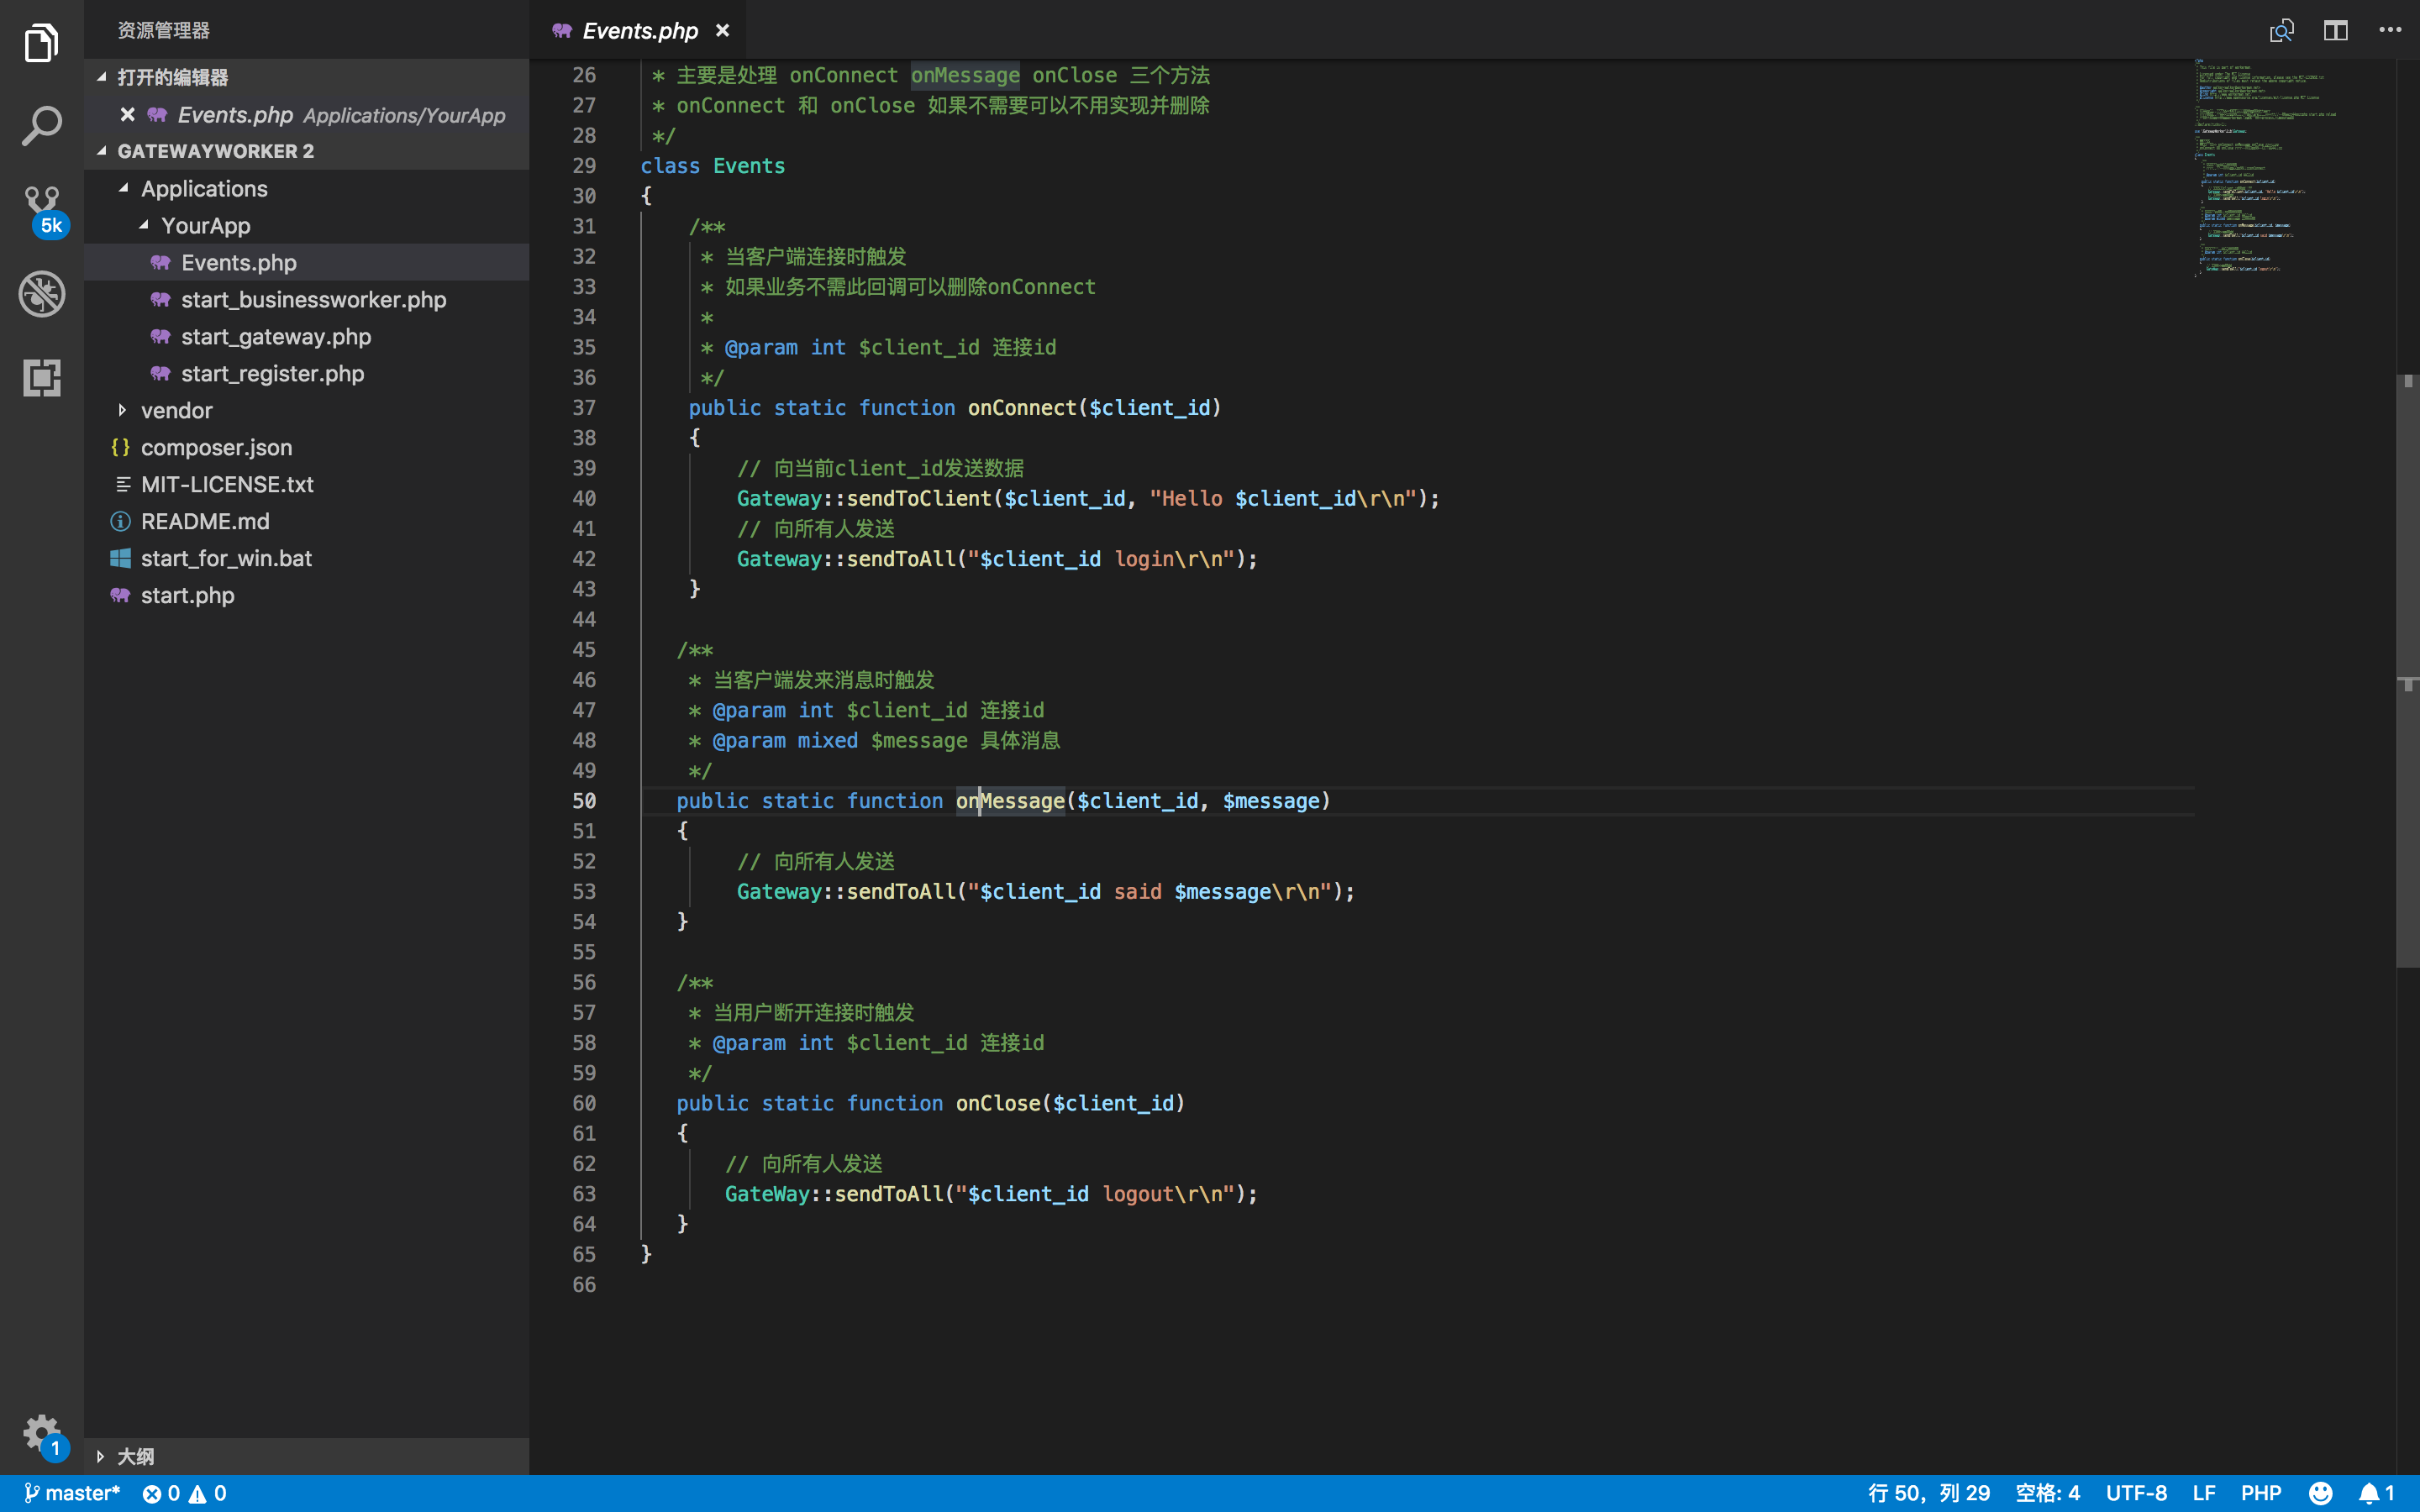 资源管理器
打开的编辑器
Events.php Applications/YourApp
GATEWAYWORKER 2
Applications
YourApp
Events.php
start_businessworker.php
start_gateway.php
start_register.php
vendor
composer.json
MIT-LICENSE.txt
README.md
start_for_win.bat
start.php
大纲
5k
1
Events.php
26 * 主要是处理 onConnect onMessage onClose 三个方法
27 * onConnect 和 onClose 如果不需要可以不用实现并删除
28 */
29 class Events
30 {
31 /**
32 * 当客户端连接时触发
33 * 如果业务不需此回调可以删除onConnect
34 *
35 * @param int $client_id 连接id
36 */
37 public static function onConnect($client_id)
38 {
39 // 向当前client_id发送数据
40 Gateway::sendToClient($client_id, "Hello $client_id\r\n");
41 // 向所有人发送
42 Gateway::sendToAll("$client_id login\r\n");
43 }
44
45 /**
46 * 当客户端发来消息时触发
47 * @param int $client_id 连接id
48 * @param mixed $message 具体消息
49 */
50 public static function onMessage($client_id, $message)
51 {
52 // 向所有人发送
53 Gateway::sendToAll("$client_id said $message\r\n");
54 }
55
56 /**
57 * 当用户断开连接时触发
58 * @param int $client_id 连接id
59 */
60 public static function onClose($client_id)
61 {
62 // 向所有人发送
63 GateWay::sendToAll("$client_id logout\r\n");
64 }
65 }
66
master* 0 0 行 50，列 29 空格: 4 UTF-8 LF PHP 1